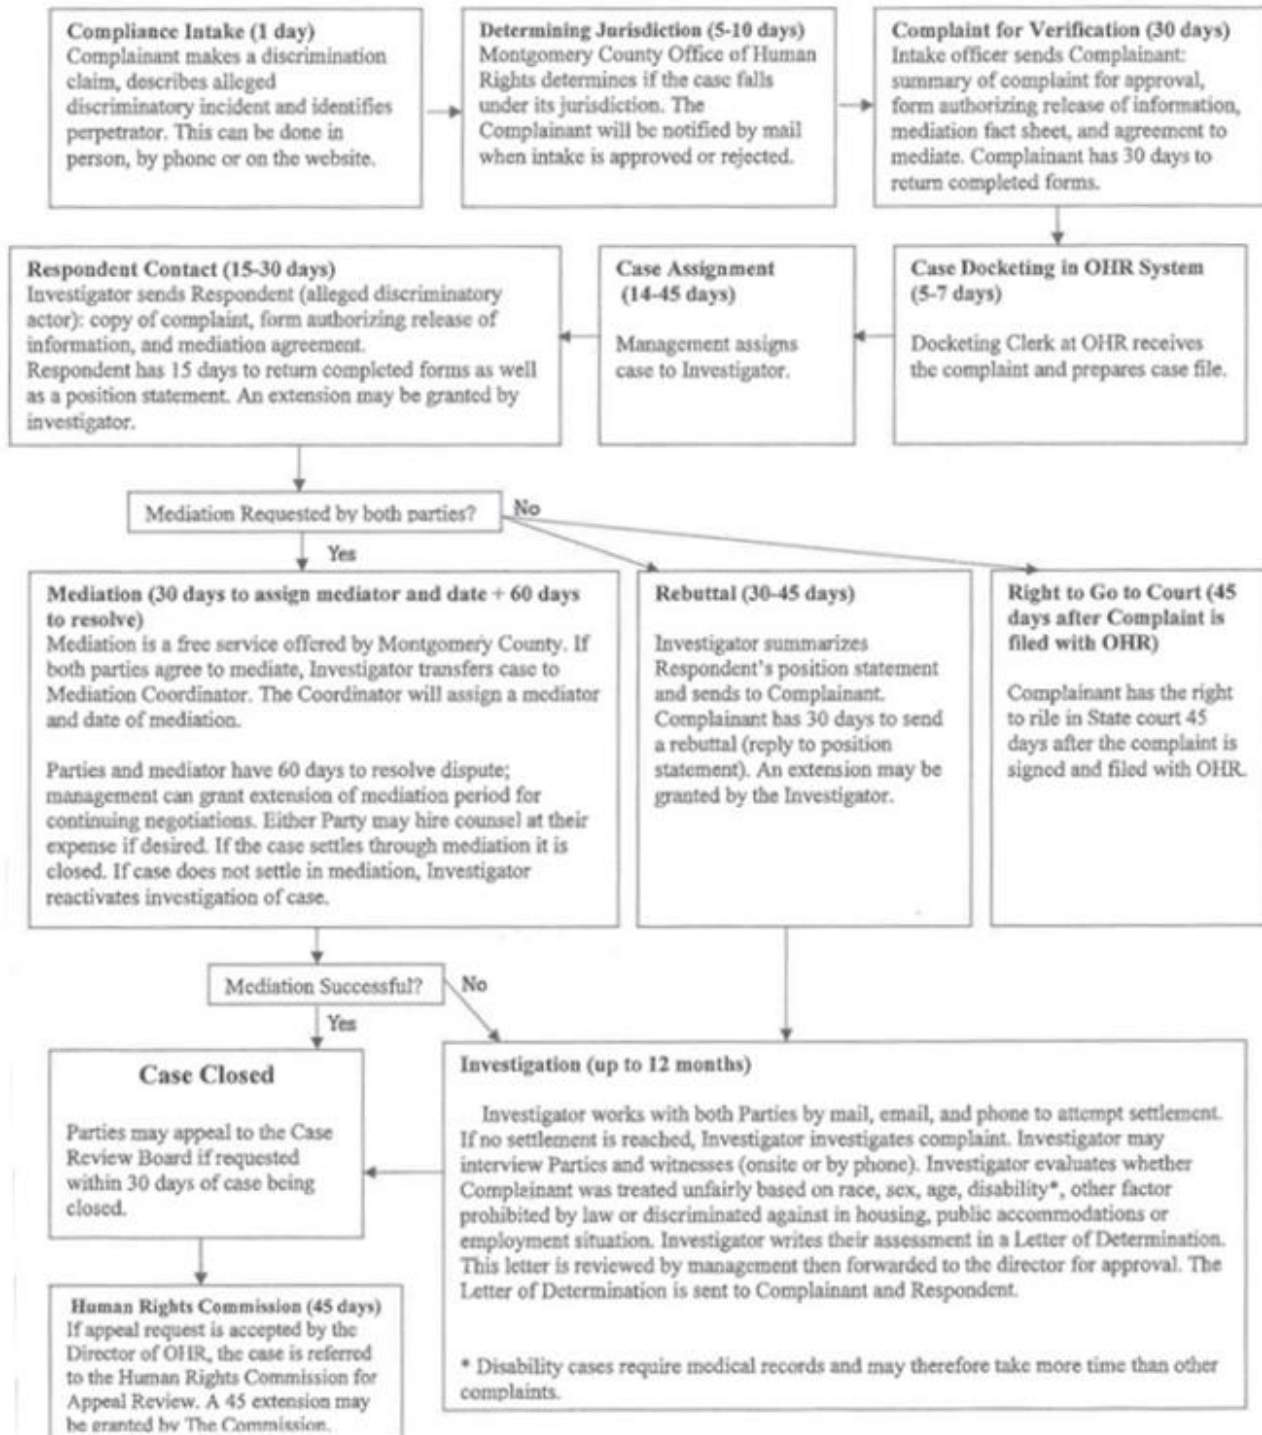 Compliance Intake (1 day)
Complainant makes a discrimination
claim, describes alleged
discriminatory incident and identifies
perpetrator. This can be done in
person, by phone or on the website.
Determining Jurisdiction (5-10 days)
Montgomery County Office of Human
Rights determines if the case falls
under its jurisdiction. The
Complainant will be notified by mail
when intake is approved or rejected.
Complaint for Verification (30 days)
Intake officer sends Complainant:
summary of complaint for approval,
form authorizing release of information,
mediation fact sheet, and agreement to
mediate. Complainant has 30 days to
return completed forms.
Case Docketing in OHR System
(5-7 days)
Docketing Clerk at OHR receives
the complaint and prepares case file.
Case Assignment
(14-45 days)
Management assigns
case to Investigator.
Respondent Contact (15-30 days)
Investigator sends Respondent (alleged discriminatory
actor): copy of complaint, form authorizing release of
information, and mediation agreement.
Respondent has 15 days to return completed forms as well
as a position statement. An extension may be granted by
investigator.
Mediation Requested by both parties?
No
Yes
Mediation (30 days to assign mediator and date + 60 days
to resolve)
Mediation is a free service offered by Montgomery County. If
both parties agree to mediate, Investigator transfers case to
Mediation Coordinator. The Coordinator will assign a mediator
and date of mediation.
Parties and mediator have 60 days to resolve dispute;
management can grant extension of mediation period for
continuing negotiations. Either Party may hire counsel at their
expense if desired. If the case settles through mediation it is
closed. If case does not settle in mediation, Investigator
reactivates investigation of case.
Rebuttal (30-45 days)
Investigator summarizes
Respondent's position statement
and sends to Complainant.
Complainant has 30 days to send
a rebuttal (reply to position
statement). An extension may be
granted by the Investigator.
Right to Go to Court (45
days after Complaint is
filed with OHR)
Complainant has the right
to rile in State court 45
days after the complaint is
signed and filed with OHR.
Mediation Successful?
No
Yes
Case Closed
Parties may appeal to the Case
Review Board if requested
within 30 days of case being
closed.
Investigation (up to 12 months)
Investigator works with both Parties by mail, email, and phone to attempt settlement.
If no settlement is reached, Investigator investigates complaint. Investigator may
interview Parties and witnesses (onsite or by phone). Investigator evaluates whether
Complainant was treated unfairly based on race, sex, age, disability*, other factor
prohibited by law or discriminated against in housing, public accommodations or
employment situation. Investigator writes their assessment in a Letter of Determination.
This letter is reviewed by management then forwarded to the director for approval. The
Letter of Determination is sent to Complainant and Respondent.
* Disability cases require medical records and may therefore take more time than other
complaints.
Human Rights Commission (45 days)
If appeal request is accepted by the
Director of OHR, the case is referred
to the Human Rights Commission for
Appeal Review. A 45 extension may
be granted by The Commission.